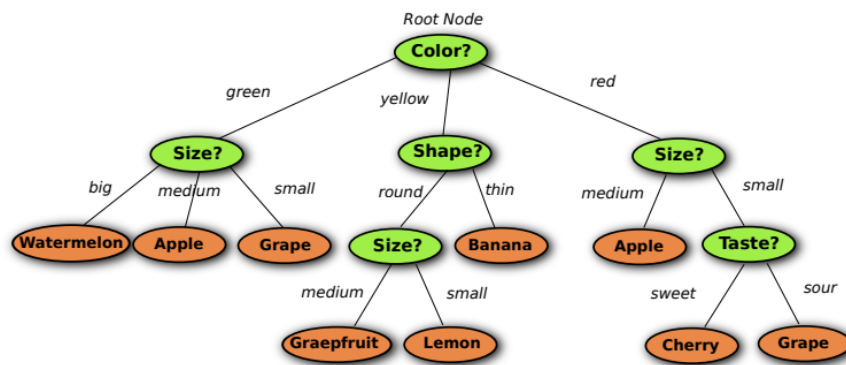 Root Node
Color?
green
yellow
red
Size?
Shape?
Size?
big
medium
small
round
thin
medium
small
Watermelon
Apple
Grape
Size?
Banana
Apple
Taste?
medium
small
sweet
sour
Graepfruit
Lemon
Cherry
Grape